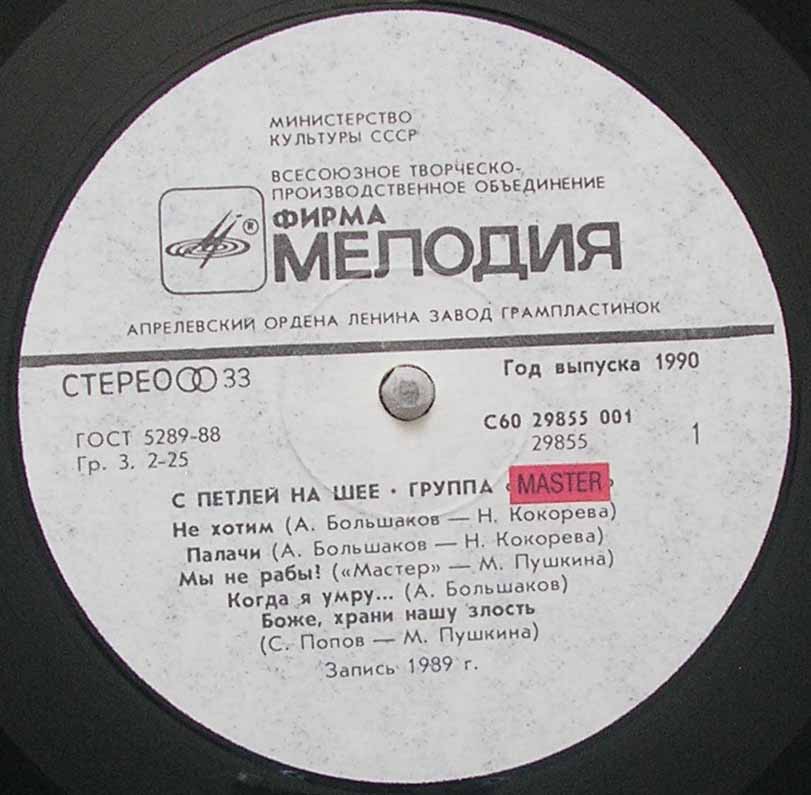 МИНИСТЕРСТВО
КУЛЬТУРЫ СССР
ВСЕСОЮЗНОЕ ТВОРЧЕСКО-
ПРОИЗВОДСТВЕННОЕ ОБЪЕДИНЕНИЕ
®
ФИРМА
МЕЛОДИЯ
АПРЕЛЕВСКИЙ ОРДЕНА ЛЕНИНА ЗАВОД ГРАМПЛАСТИНОК
СТЕРЕО 33
Год выпуска 1990
ГОСТ 5289-88
Гр. 3. 2-25
С60 29855 001
29855
1
С ПЕТЛЕЙ НА ШЕЕ • ГРУППА «MASTER»
Не хотим (А. Большаков — Н. Кокорева)
Палачи (А. Большаков — Н. Кокорева)
Мы не рабы! («Мастер» — М. Пушкина)
Когда я умру... (А. Большаков)
Боже, храни нашу злость
(С. Попов — М. Пушкина)
Запись 1989 г.